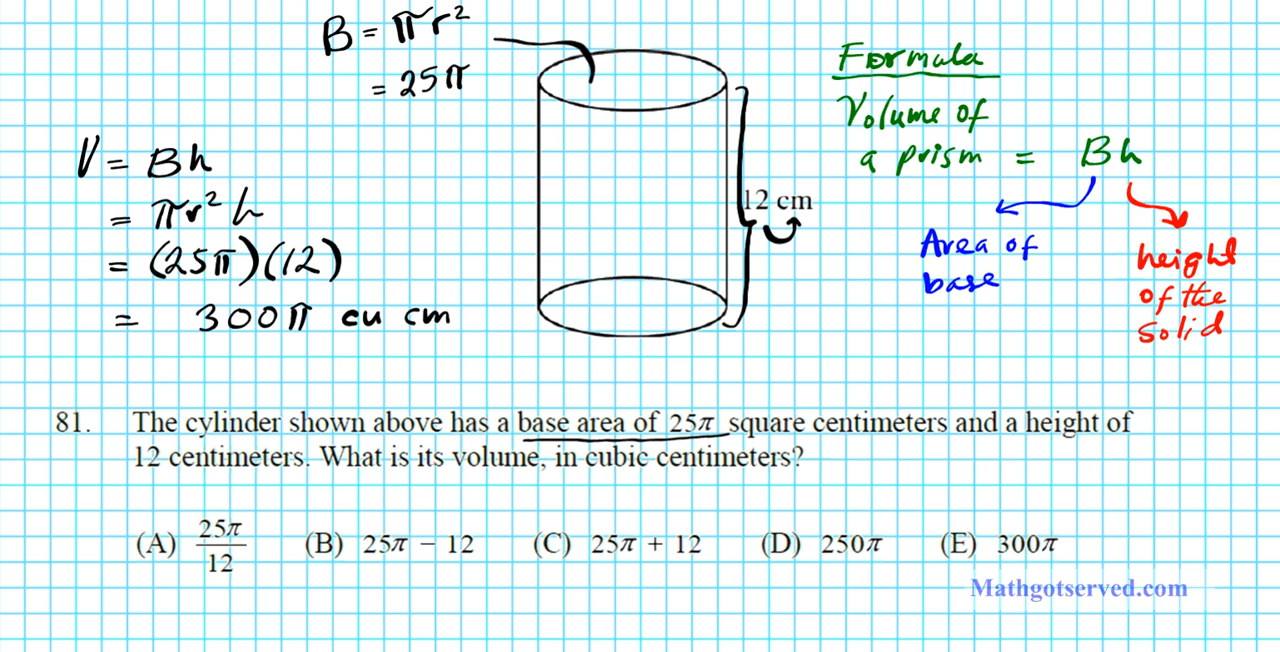 B = πr²
= 25π
Formula
Volume of
a prism = Bh
V = Bh
= πr² h
= (25π)(12)
= 300π cu cm
12 cm
Area of
base
height
of the
solid
81. The cylinder shown above has a base area of 25π square centimeters and a height of
12 centimeters. What is its volume, in cubic centimeters?
(A) 25π/12 (B) 25π − 12 (C) 25π + 12 (D) 250π (E) 300π
Mathgotserved.com